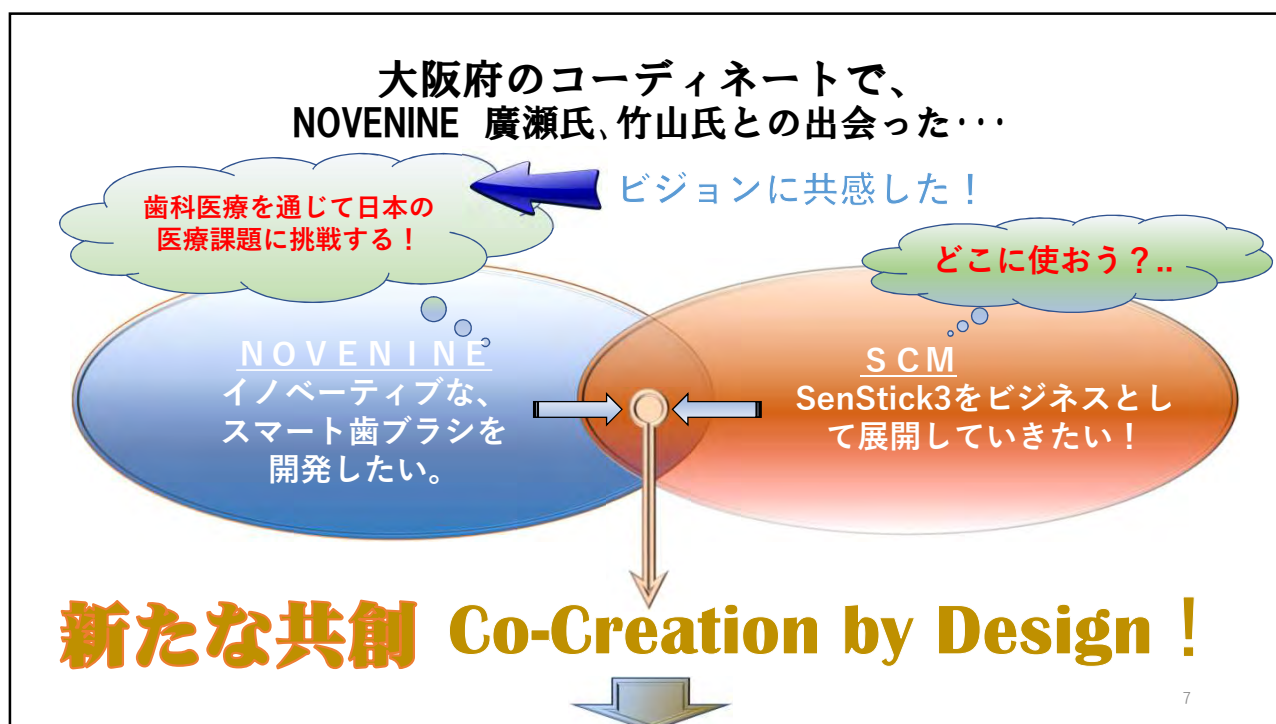 大阪府のコーディネートで、
NOVENINE 廣瀬氏、竹山氏との出会った･･･
ビジョンに共感した！
歯科医療を通じて日本の
医療課題に挑戦する！
どこに使おう？..
ＮＯＶＥＮＩＮＥ
イノベーティブな、
スマート歯ブラシを
開発したい。
ＳＣＭ
SenStick3をビジネスとし
て展開していきたい！
新たな共創 Co-Creation by Design！
7